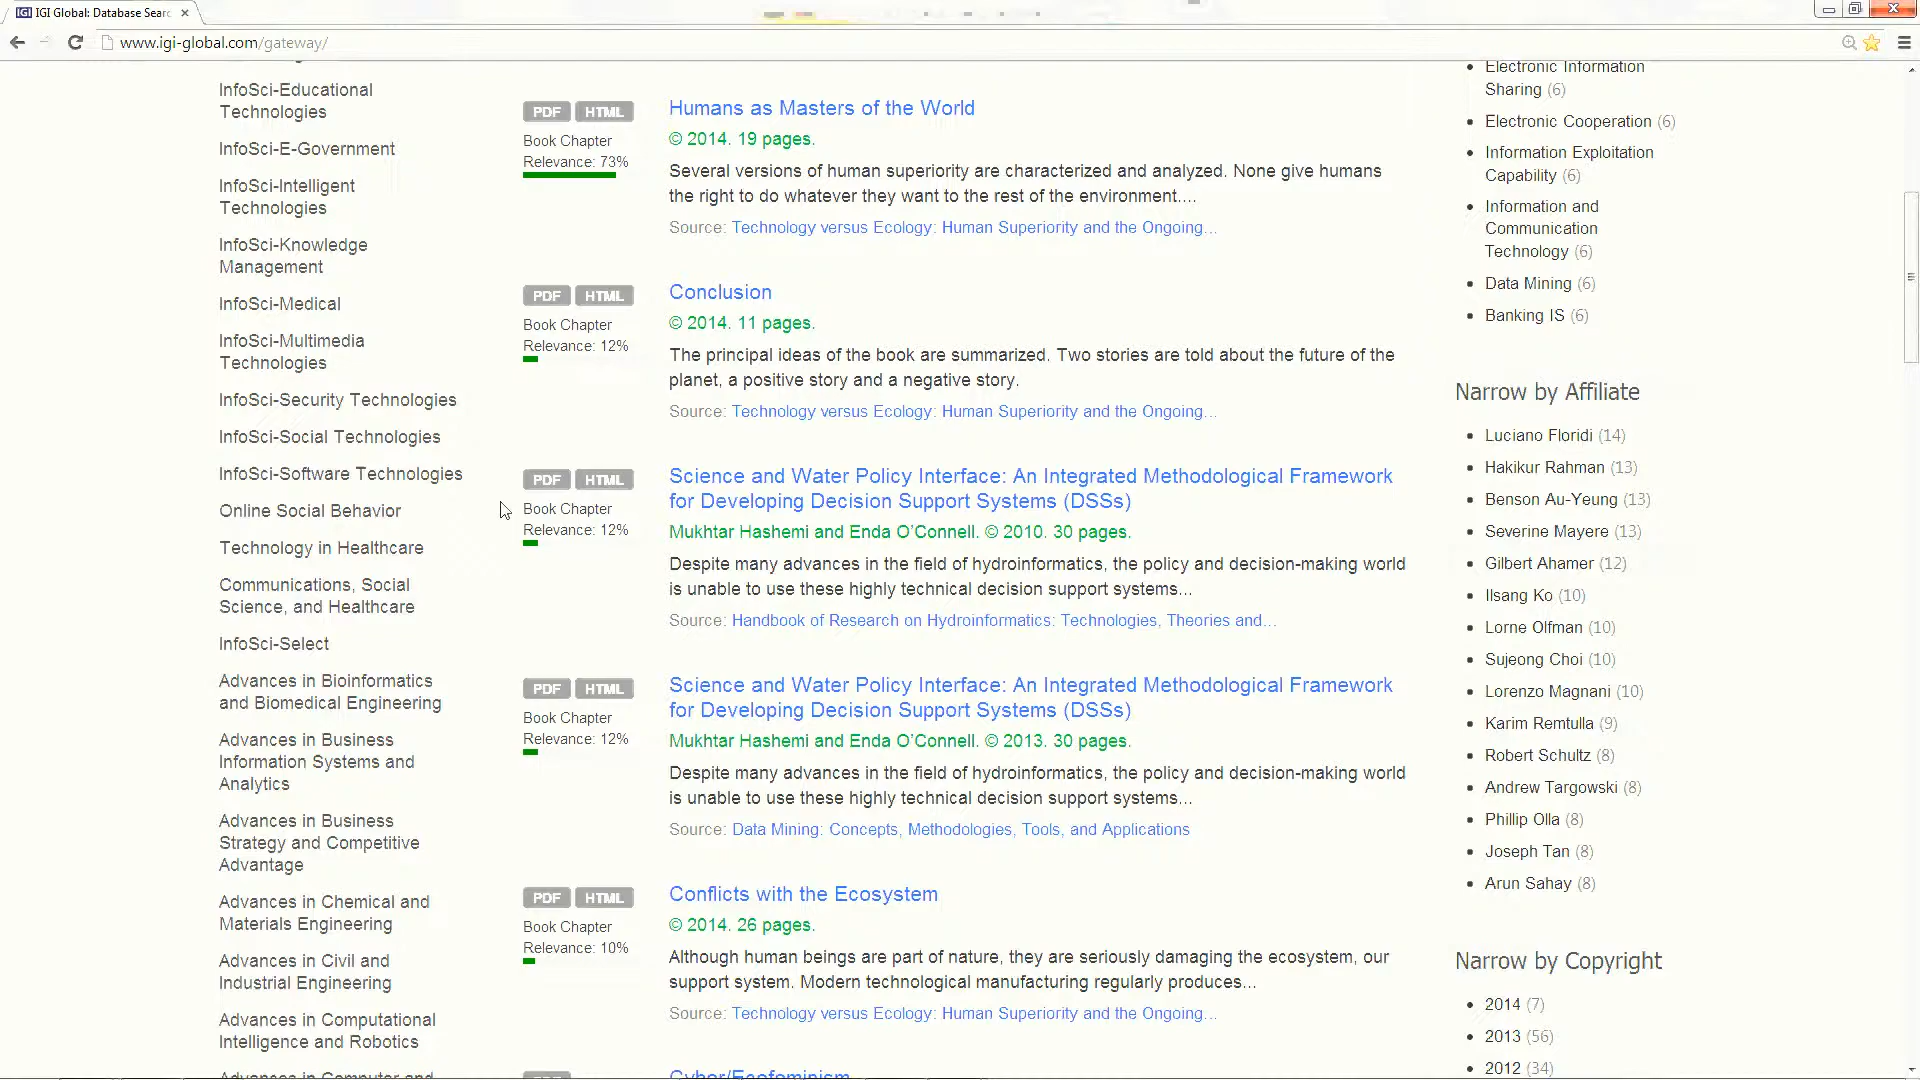 IGI Global: Database Searc
www.igi-global.com/gateway/
InfoSci-Educational
Technologies
InfoSci-E-Government
InfoSci-Intelligent
Technologies
InfoSci-Knowledge
Management
InfoSci-Medical
InfoSci-Multimedia
Technologies
InfoSci-Security Technologies
InfoSci-Social Technologies
InfoSci-Software Technologies
Online Social Behavior
Technology in Healthcare
Communications, Social
Science, and Healthcare
InfoSci-Select
Advances in Bioinformatics
and Biomedical Engineering
Advances in Business
Information Systems and
Analytics
Advances in Business
Strategy and Competitive
Advantage
Advances in Chemical and
Materials Engineering
Advances in Civil and
Industrial Engineering
Advances in Computational
Intelligence and Robotics
Advances in Computer and
PDF HTML
Book Chapter
Relevance: 73%
Humans as Masters of the World
© 2014. 19 pages.
Several versions of human superiority are characterized and analyzed. None give humans
the right to do whatever they want to the rest of the environment....
Source: Technology versus Ecology: Human Superiority and the Ongoing...
PDF HTML
Book Chapter
Relevance: 12%
Conclusion
© 2014. 11 pages.
The principal ideas of the book are summarized. Two stories are told about the future of the
planet, a positive story and a negative story.
Source: Technology versus Ecology: Human Superiority and the Ongoing...
PDF HTML
Book Chapter
Relevance: 12%
Science and Water Policy Interface: An Integrated Methodological Framework
for Developing Decision Support Systems (DSSs)
Mukhtar Hashemi and Enda O'Connell. © 2010. 30 pages.
Despite many advances in the field of hydroinformatics, the policy and decision-making world
is unable to use these highly technical decision support systems...
Source: Handbook of Research on Hydroinformatics: Technologies, Theories and...
PDF HTML
Book Chapter
Relevance: 12%
Science and Water Policy Interface: An Integrated Methodological Framework
for Developing Decision Support Systems (DSSs)
Mukhtar Hashemi and Enda O'Connell. © 2013. 30 pages.
Despite many advances in the field of hydroinformatics, the policy and decision-making world
is unable to use these highly technical decision support systems...
Source: Data Mining: Concepts, Methodologies, Tools, and Applications
PDF HTML
Book Chapter
Relevance: 10%
Conflicts with the Ecosystem
© 2014. 26 pages.
Although human beings are part of nature, they are seriously damaging the ecosystem, our
support system. Modern technological manufacturing regularly produces...
Source: Technology versus Ecology: Human Superiority and the Ongoing...
Cyber/Ecofeminism
Electronic Information
Sharing (6)
Electronic Cooperation (6)
Information Exploitation
Capability (6)
Information and
Communication
Technology (6)
Data Mining (6)
Banking IS (6)
Narrow by Affiliate
Luciano Floridi (14)
Hakikur Rahman (13)
Benson Au-Yeung (13)
Severine Mayere (13)
Gilbert Ahamer (12)
Ilsang Ko (10)
Lorne Olfman (10)
Sujeong Choi (10)
Lorenzo Magnani (10)
Karim Remtulla (9)
Robert Schultz (8)
Andrew Targowski (8)
Phillip Olla (8)
Joseph Tan (8)
Arun Sahay (8)
Narrow by Copyright
2014 (7)
2013 (56)
2012 (34)